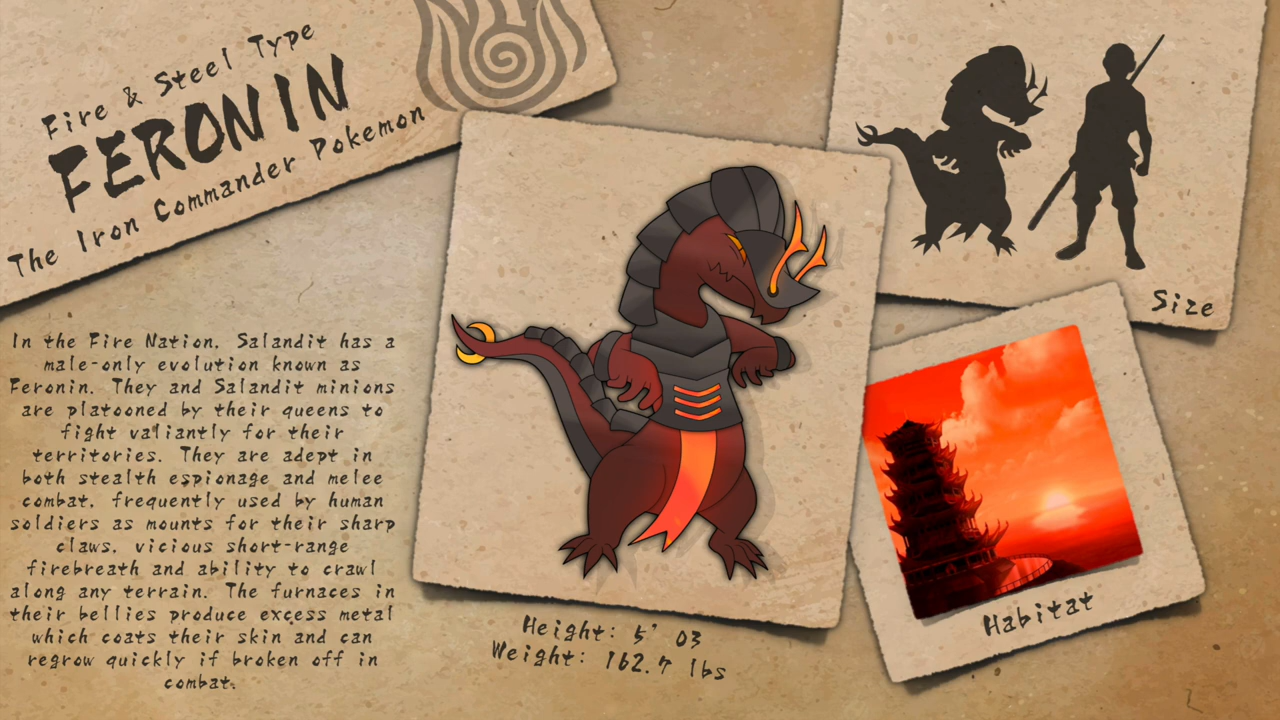 Fire & Steel Type
FERONIN
The Iron Commander Pokemon
In the Fire Nation, Salandit has a
male-only evolution known as
Feronin. They and Salandit minions
are platooned by their queens to
fight valiantly for their
territories. They are adept in
both stealth espionage and melee
combat, frequently used by human
soldiers as mounts for their sharp
claws, vicious short-range
firebreath and ability to crawl
along any terrain. The furnaces in
their bellies produce excess metal
which coats their skin and can
regrow quickly if broken off in
combat.
Height: 5' 03
Weight: 162.7 lbs
Size
Habitat